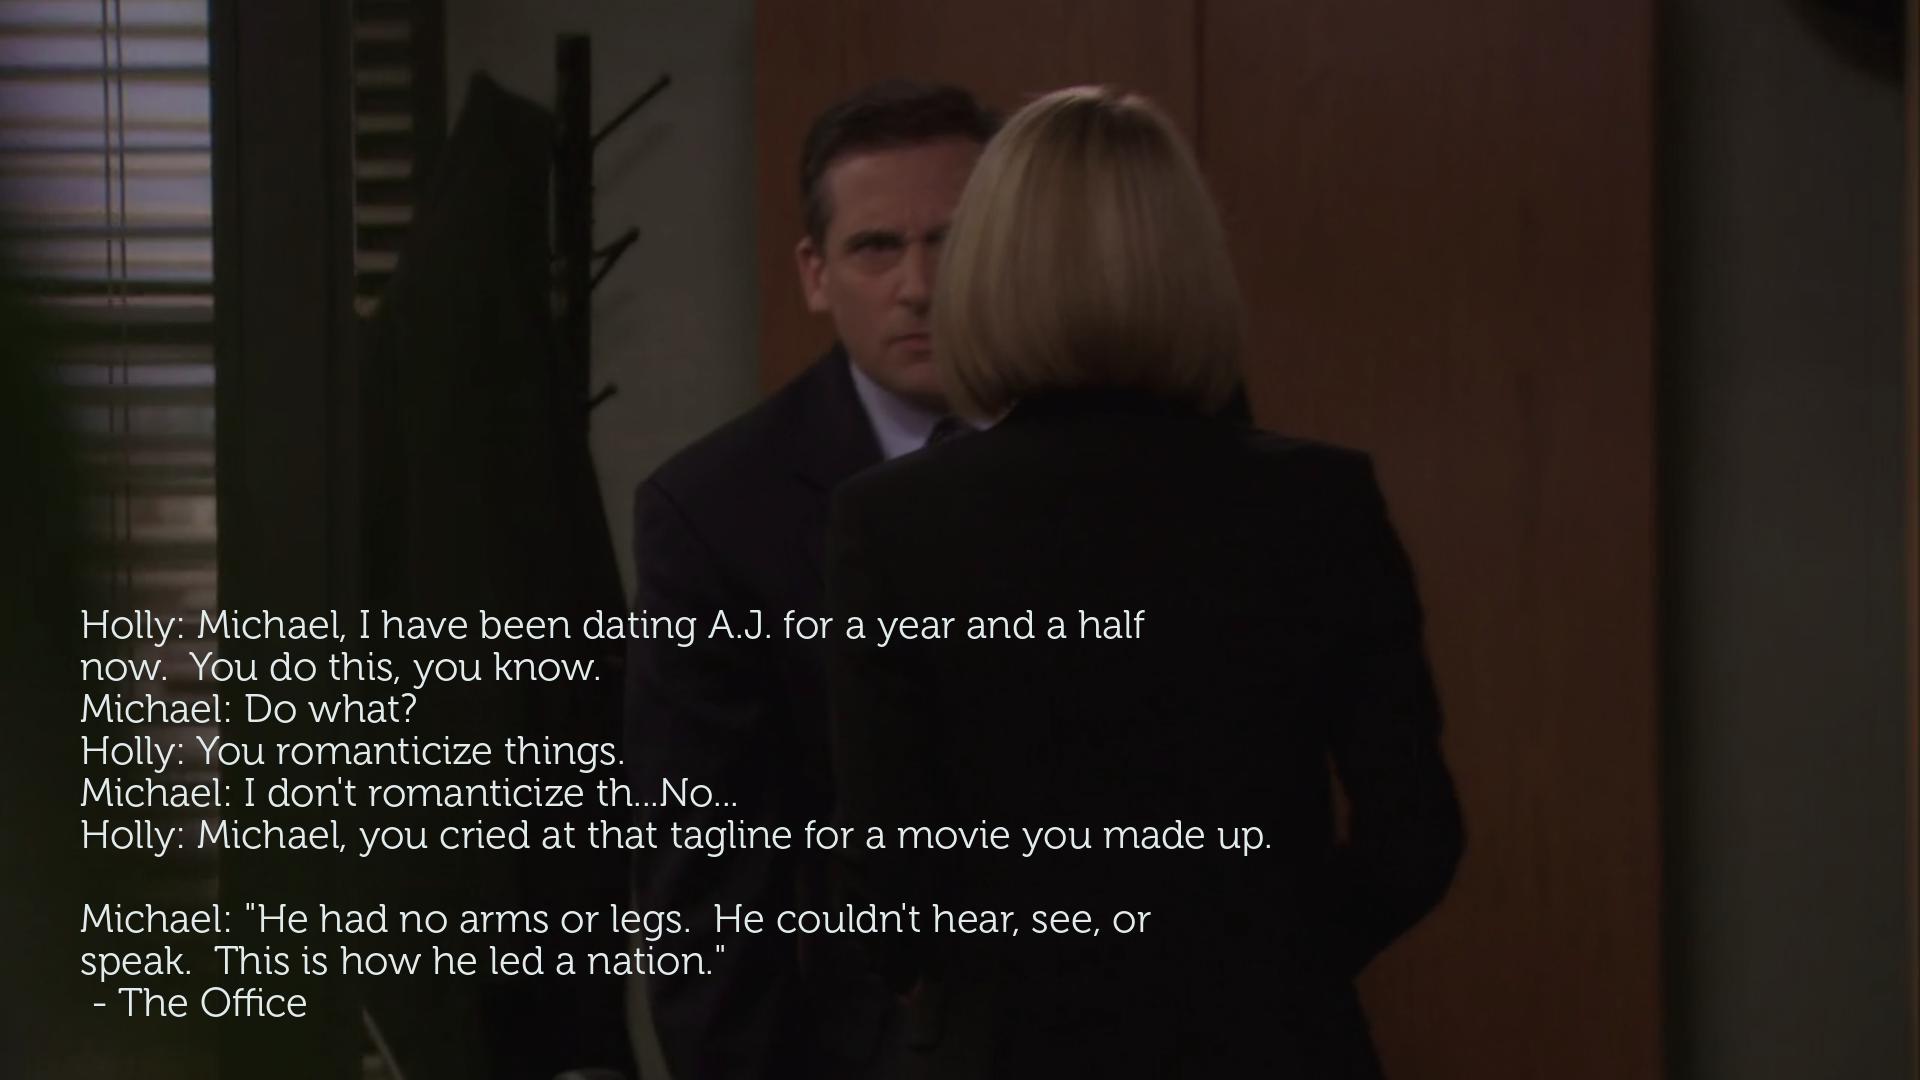 Holly: Michael, I have been dating A.J. for a year and a half
now.  You do this, you know.
Michael: Do what?
Holly: You romanticize things.
Michael: I don't romanticize th...No...
Holly: Michael, you cried at that tagline for a movie you made up.
Michael: "He had no arms or legs.  He couldn't hear, see, or
speak.  This is how he led a nation."
- The Office